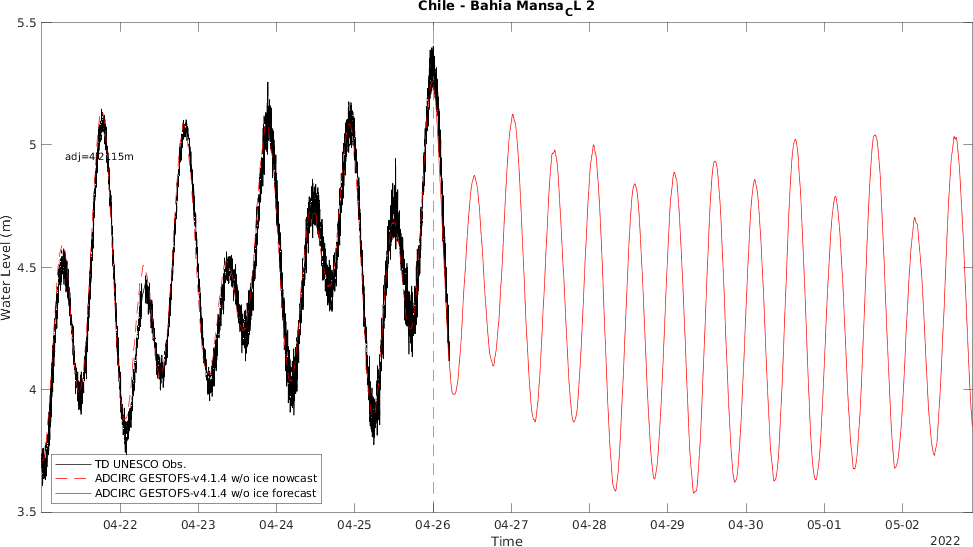 Chile - Bahia MansaCL 2
5.5
5
4.5
4
3.5
Water Level (m)
adj=4.2115m
TD UNESCO Obs.
ADCIRC GESTOFS-v4.1.4 w/o ice nowcast
ADCIRC GESTOFS-v4.1.4 w/o ice forecast
04-22 04-23 04-24 04-25 04-26 04-27 04-28 04-29 04-30 05-01 05-02
Time
2022